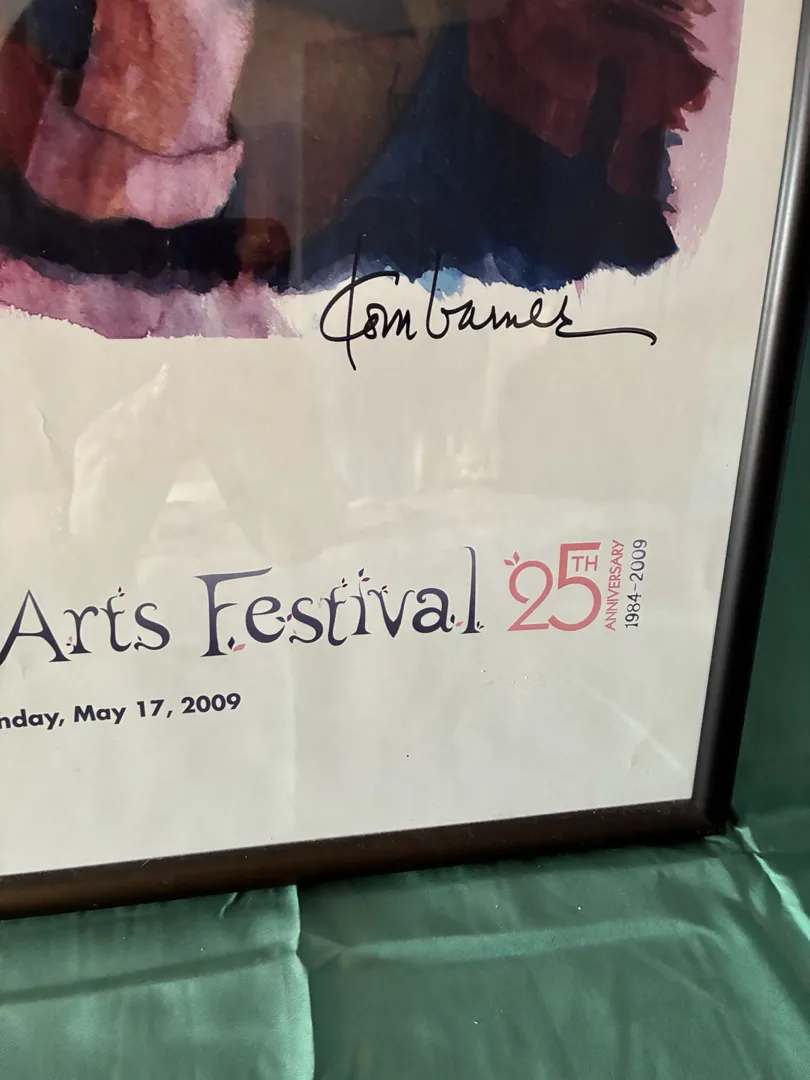 Tom barnes
Arts Festival 25TH
ANNIVERSARY
1984-2009
nday, May 17, 2009